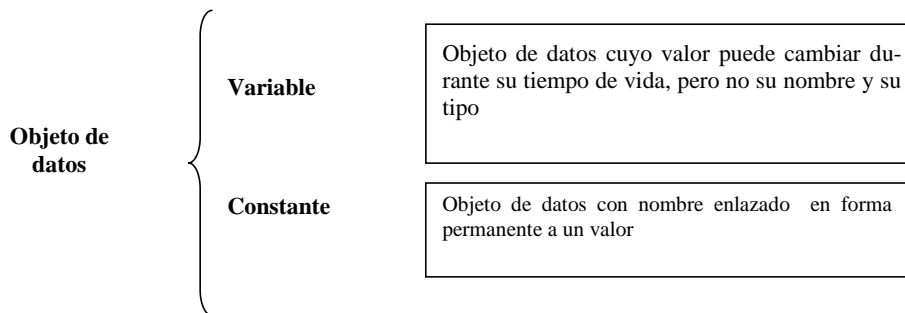 Objeto de
datos
Variable
Objeto de datos cuyo valor puede cambiar du-
rante su tiempo de vida, pero no su nombre y su
tipo
Constante
Objeto de datos con nombre enlazado en forma
permanente a un valor